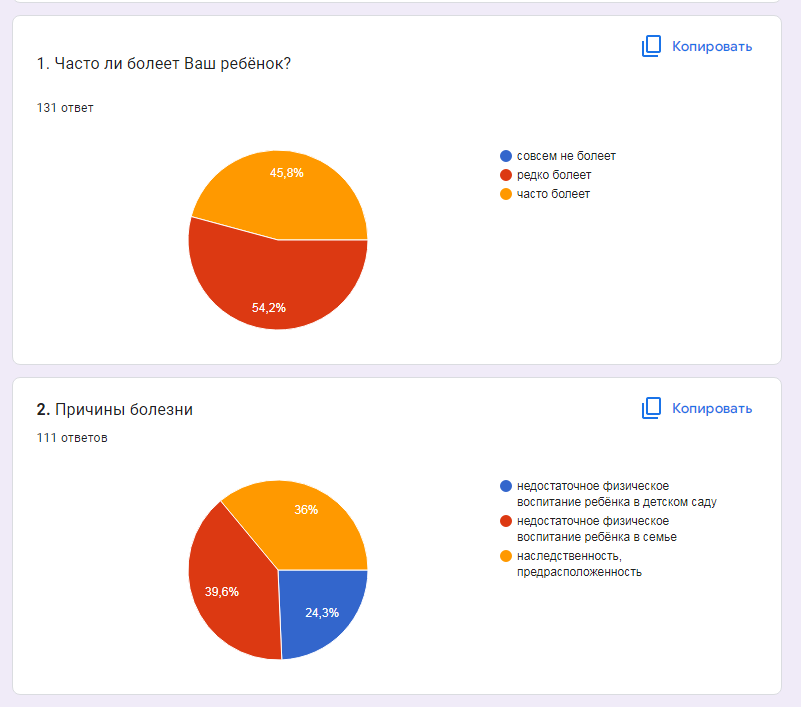 Копировать
1. Часто ли болеет Ваш ребёнок?
131 ответ
45,8%
54,2%
совсем не болеет
редко болеет
часто болеет
Копировать
2. Причины болезни
111 ответов
36%
39,6%
24,3%
недостаточное физическое
воспитание ребёнка в детском саду
недостаточное физическое
воспитание ребёнка в семье
наследственность,
предрасположенность